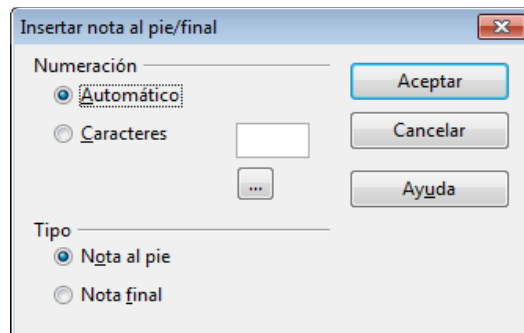 Insertar nota al pie/final
Numeración
Automático
Caracteres
...
Tipo
Nota al pie
Nota final
Aceptar
Cancelar
Ayuda